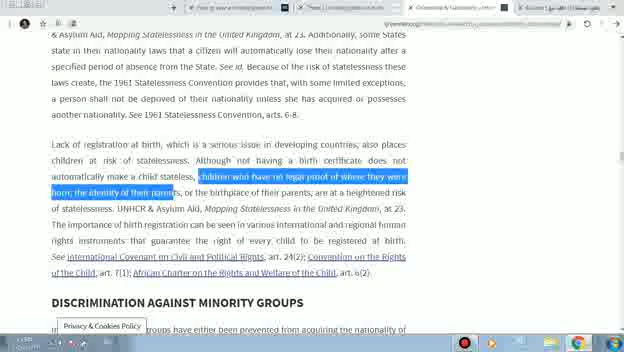 & Asylum Aid, Mapping Statelessness in the United Kingdom, at 23. Additionally, some States
state in their nationality laws that a citizen will automatically lose their nationality after a
specified period of absence from the State. See id. Because of the risk of statelessness these
laws create, the 1961 Statelessness Convention provides that, with some limited exceptions,
a person shall not be deprived of their nationality unless she has acquired or possesses
another nationality. See 1961 Statelessness Convention, arts. 6-8.
Lack of registration at birth, which is a serious issue in developing countries, also places
children at risk of statelessness. Although not having a birth certificate does not
automatically make a child stateless, children who have no legal proof of where they were
born, the identity of their parents, or the birthplace of their parents, are at a heightened risk
of statelessness. UNHCR & Asylum Aid, Mapping Statelessness in the United Kingdom, at 23.
The importance of birth registration can be seen in various international and regional human
rights instruments that guarantee the right of every child to be registered at birth.
See International Covenant on Civil and Political Rights, art. 24(2); Convention on the Rights
of the Child, art. 7(1); African Charter on the Rights and Welfare of the Child, art. 6(2).
DISCRIMINATION AGAINST MINORITY GROUPS
groups have either been prevented from acquiring the nationality of
Privacy & Cookies Policy